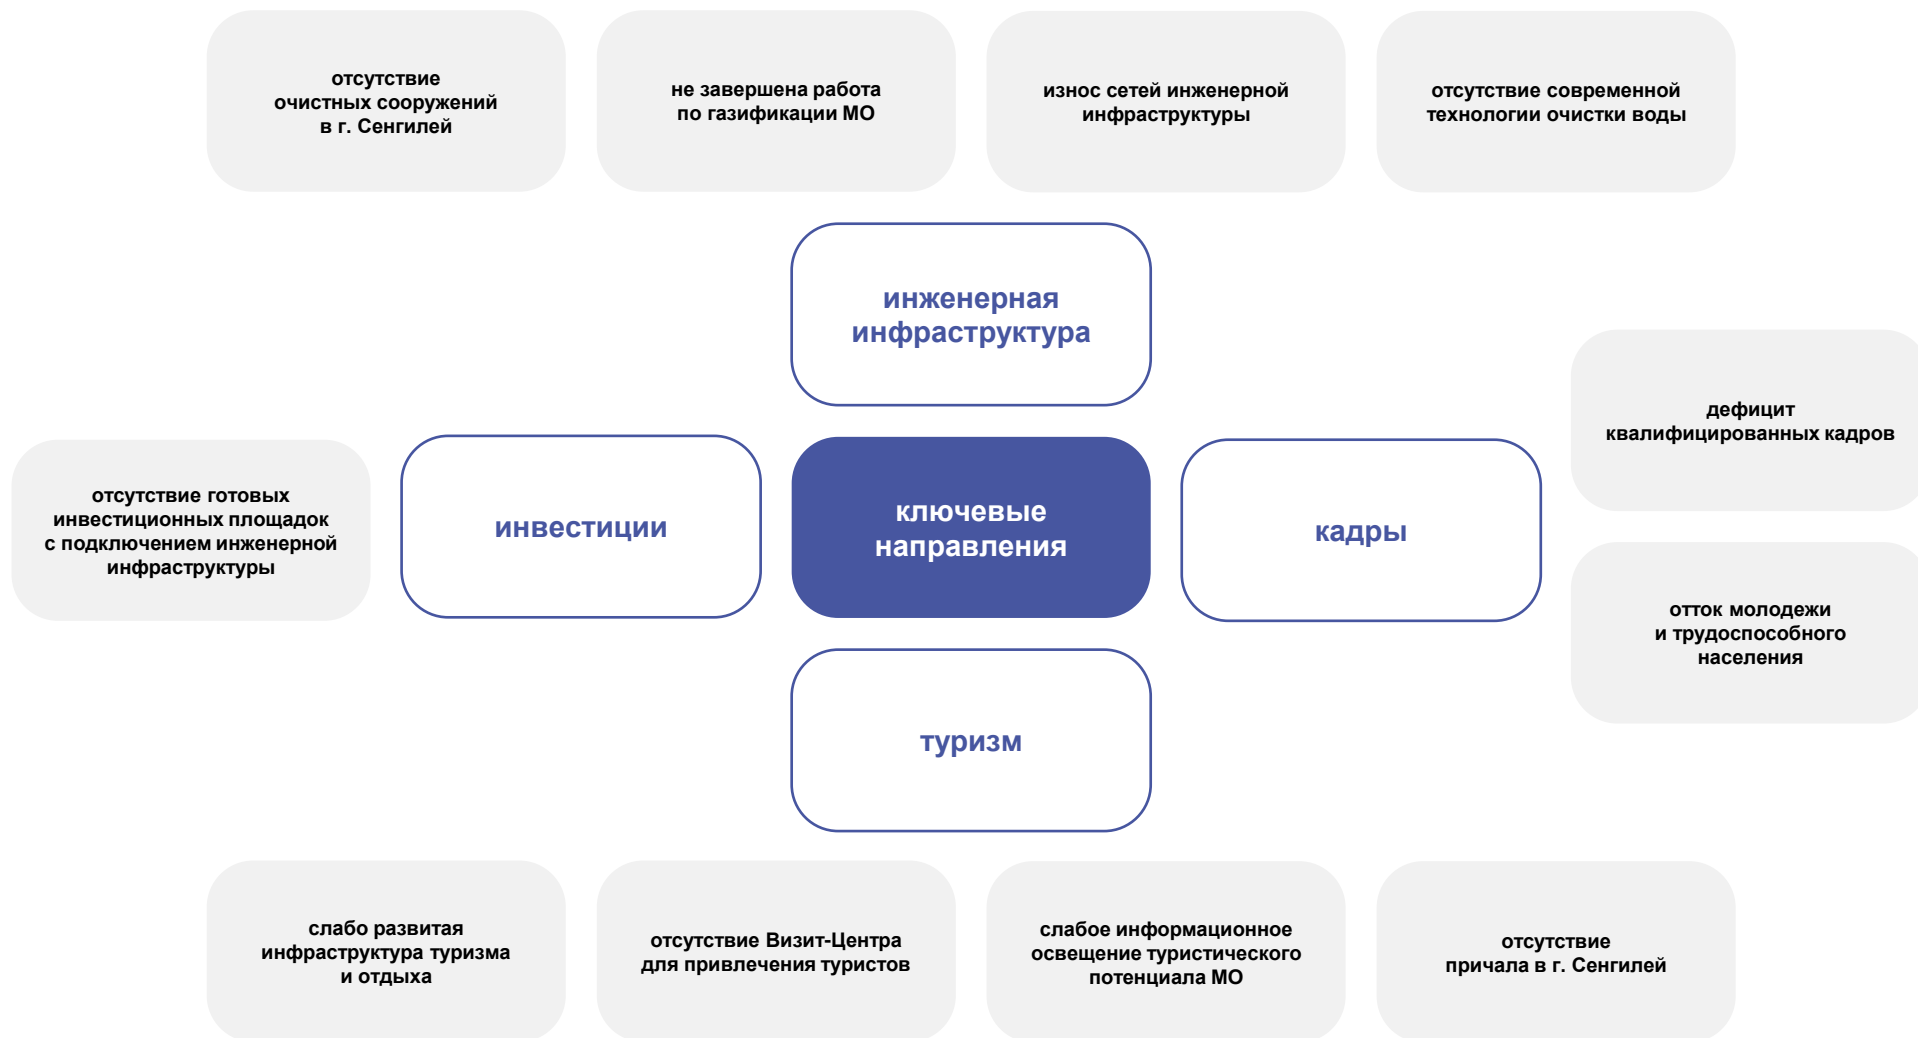 отсутствие
очистных сооружений
в г. Сенгилей
не завершена работа
по газификации МО
износ сетей инженерной
инфраструктуры
отсутствие современной
технологии очистки воды
инженерная
инфраструктура
дефицит
квалифицированных кадров
отсутствие готовых
инвестиционных площадок
с подключением инженерной
инфраструктуры
инвестиции
ключевые
направления
кадры
отток молодежи
и трудоспособного
населения
туризм
слабо развитая
инфраструктура туризма
и отдыха
отсутствие Визит-Центра
для привлечения туристов
слабое информационное
освещение туристического
потенциала МО
отсутствие
причала в г. Сенгилей